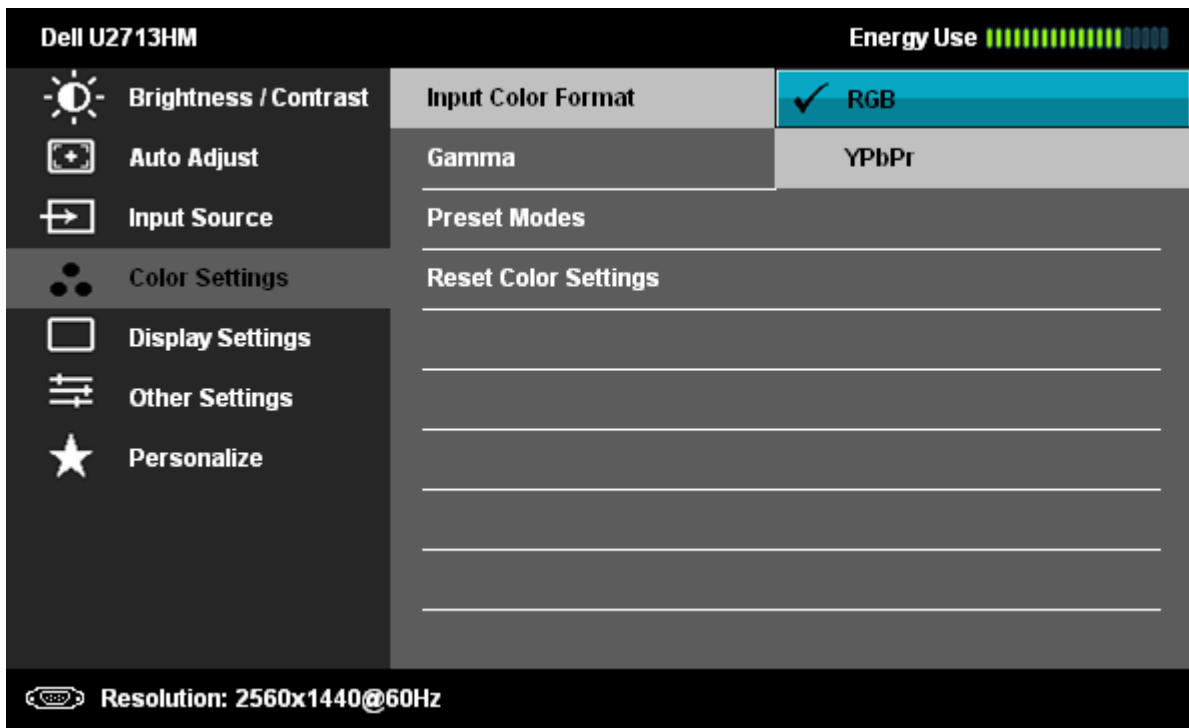 Dell U2713HM Energy Use
Brightness / Contrast Input Color Format RGB
Auto Adjust Gamma YPbPr
Input Source Preset Modes
Color Settings Reset Color Settings
Display Settings
Other Settings
Personalize
Resolution: 2560x1440@60Hz